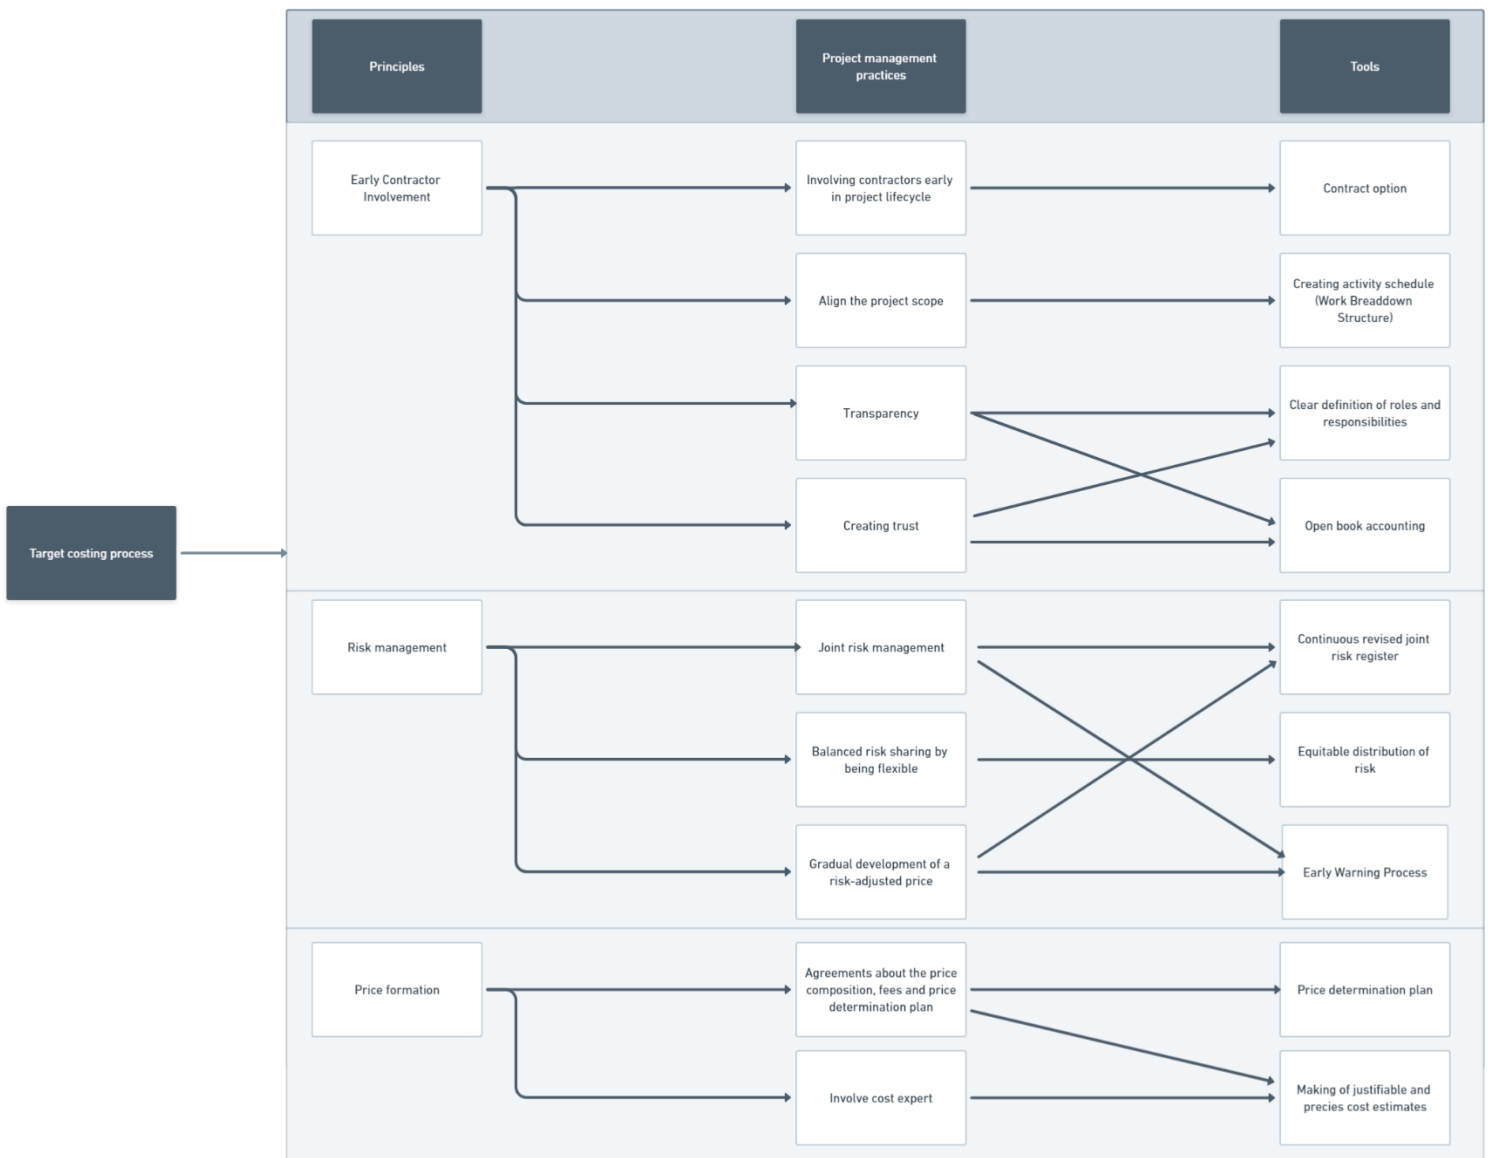 Principles
Project management
practices
Tools
Early Contractor
Involvement
Involving contractors early
in project lifecycle
Contract option
Align the project scope
Creating activity schedule
(Work Breaddown
Structure)
Transparency
Clear definition of roles and
responsibilities
Creating trust
Open book accounting
Target costing process
Risk management
Joint risk management
Continuous revised joint
risk register
Balanced risk sharing by
being flexible
Equitable distribution of
risk
Gradual development of a
risk-adjusted price
Early Warning Process
Price formation
Agreements about the price
composition, fees and price
determination plan
Price determination plan
Involve cost expert
Making of justifiable and
precies cost estimates